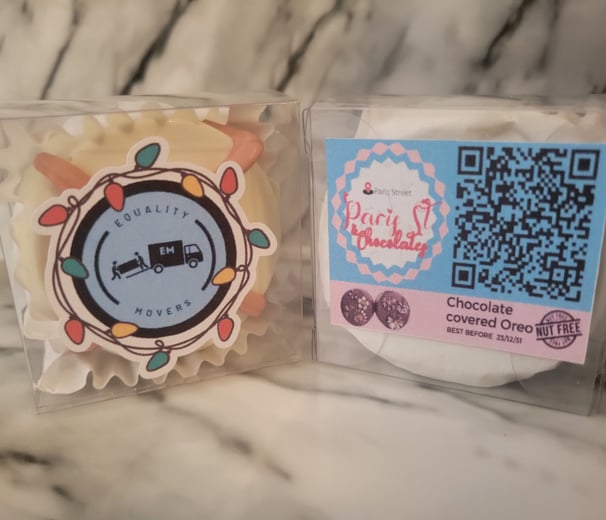 EQUALITY
EM
MOVERS
Paris Street
Paris St
& Chocolates
Chocolate
covered Oreo
BEST BEFORE 23/12/31
NUT FREE